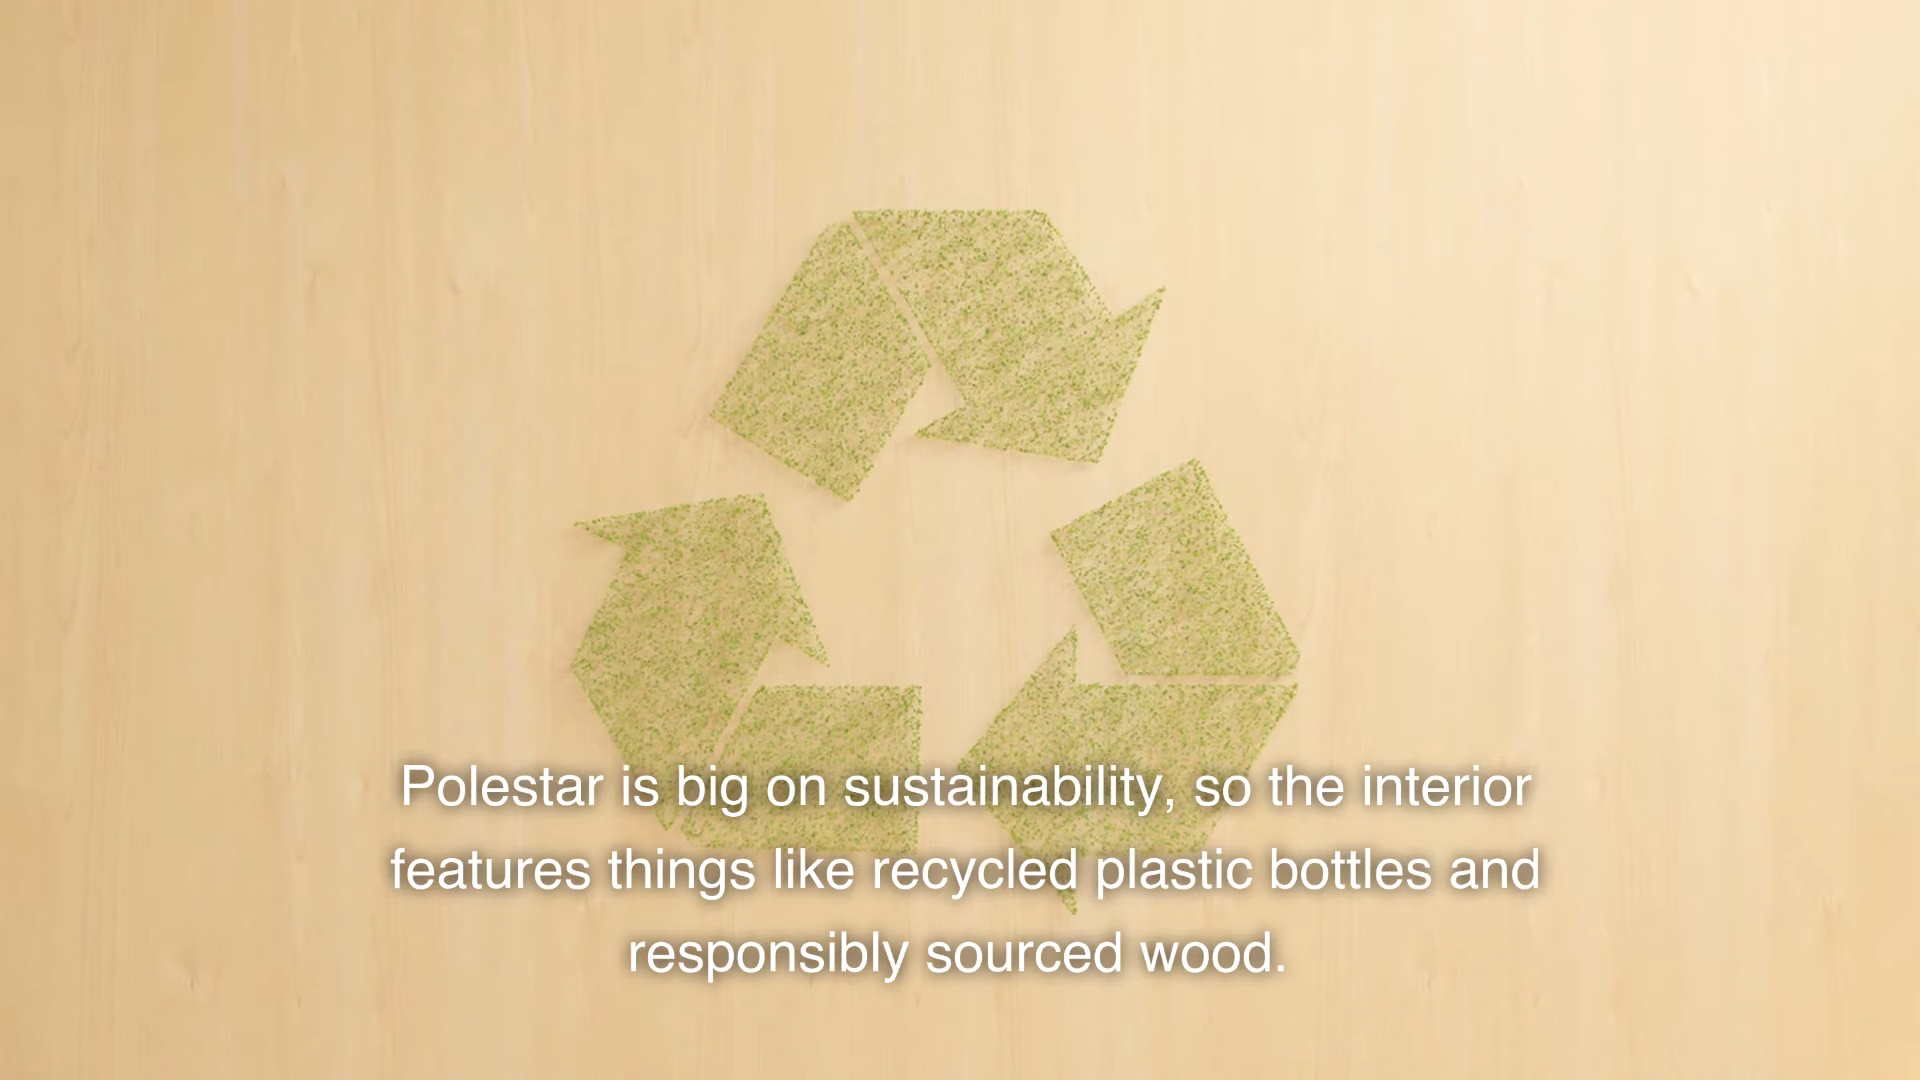 Polestar is big on sustainability, so the interior
features things like recycled plastic bottles and
responsibly sourced wood.